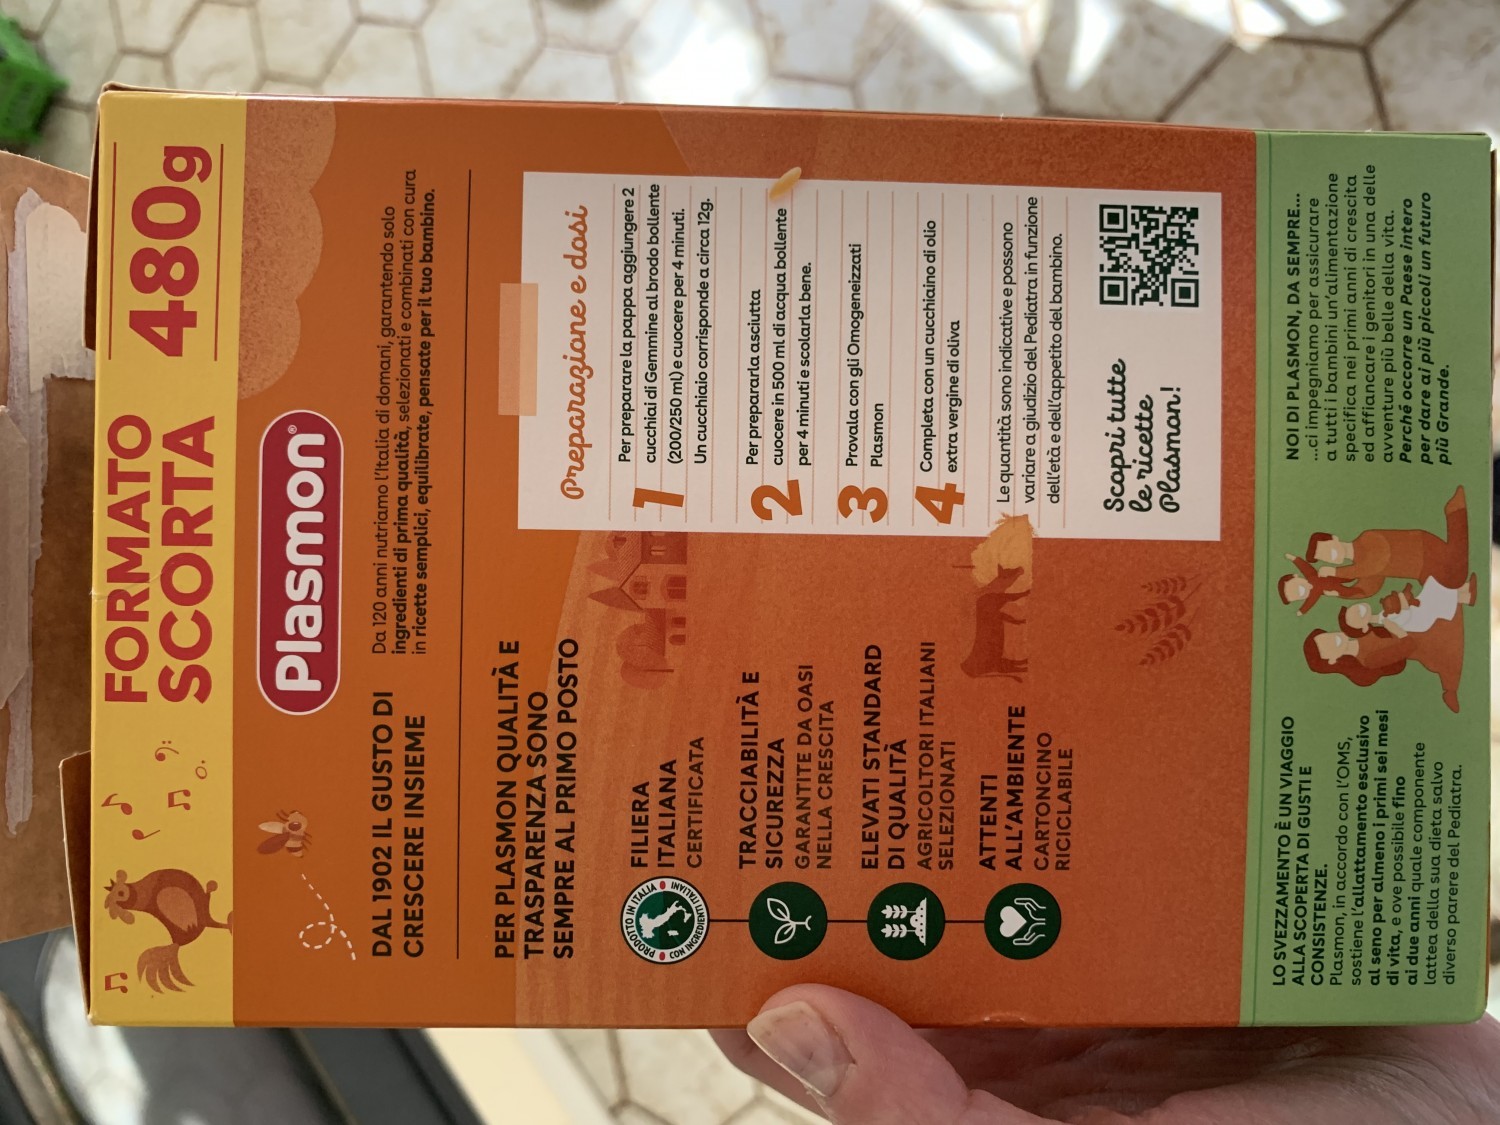 FORMATO
SCORTA
480g
Plasmon®
DAL 1902 IL GUSTO DI
CRESCERE INSIEME
Da 120 anni nutriamo l'Italia di domani, garantendo solo
ingredienti di prima qualità, selezionati e combinati con cura
in ricette semplici, equilibrate, pensate per il tuo bambino.
PER PLASMON QUALITÀ E
TRASPARENZA SONO
SEMPRE AL PRIMO POSTO
PRODOTTO IN ITALIA
CON INGREDIENTI ITALIANI
FILIERA
ITALIANA
CERTIFICATA
TRACCIABILITÀ E
SICUREZZA
GARANTITE DA OASI
NELLA CRESCITA
ELEVATI STANDARD
DI QUALITÀ
AGRICOLTORI ITALIANI
SELEZIONATI
ATTENTI
ALL'AMBIENTE
CARTONCINO
RICICLABILE
Preparazione e dosi
1
Per preparare la pappa aggiungere 2
cucchiai di Gemmine al brodo bollente
(200/250 ml) e cuocere per 4 minuti.
Un cucchiaio corrisponde a circa 12g.
2
Per prepararla asciutta
cuocere in 500 ml di acqua bollente
per 4 minuti e scolarla bene.
3
Provala con gli Omogeneizzati
Plasmon
4
Completa con un cucchiaino di olio
extra vergine di oliva
Le quantità sono indicative e possono
variare a giudizio del Pediatra in funzione
dell'età e dell'appetito del bambino.
Scopri tutte
le ricette
Plasmon!
LO SVEZZAMENTO È UN VIAGGIO
ALLA SCOPERTA DI GUSTI E
CONSISTENZE.
Plasmon, in accordo con l'OMS,
sostiene l'allattamento esclusivo
al seno per almeno i primi sei mesi
di vita, e ove possibile fino
ai due anni quale componente
lattea della sua dieta salvo
diverso parere del Pediatra.
NOI DI PLASMON, DA SEMPRE...
...ci impegniamo per assicurare
a tutti i bambini un'alimentazione
specifica nei primi anni di crescita
ed affiancare i genitori in una delle
avventure più belle della vita.
Perché occorre un Paese intero
per dare ai più piccoli un futuro
più Grande.